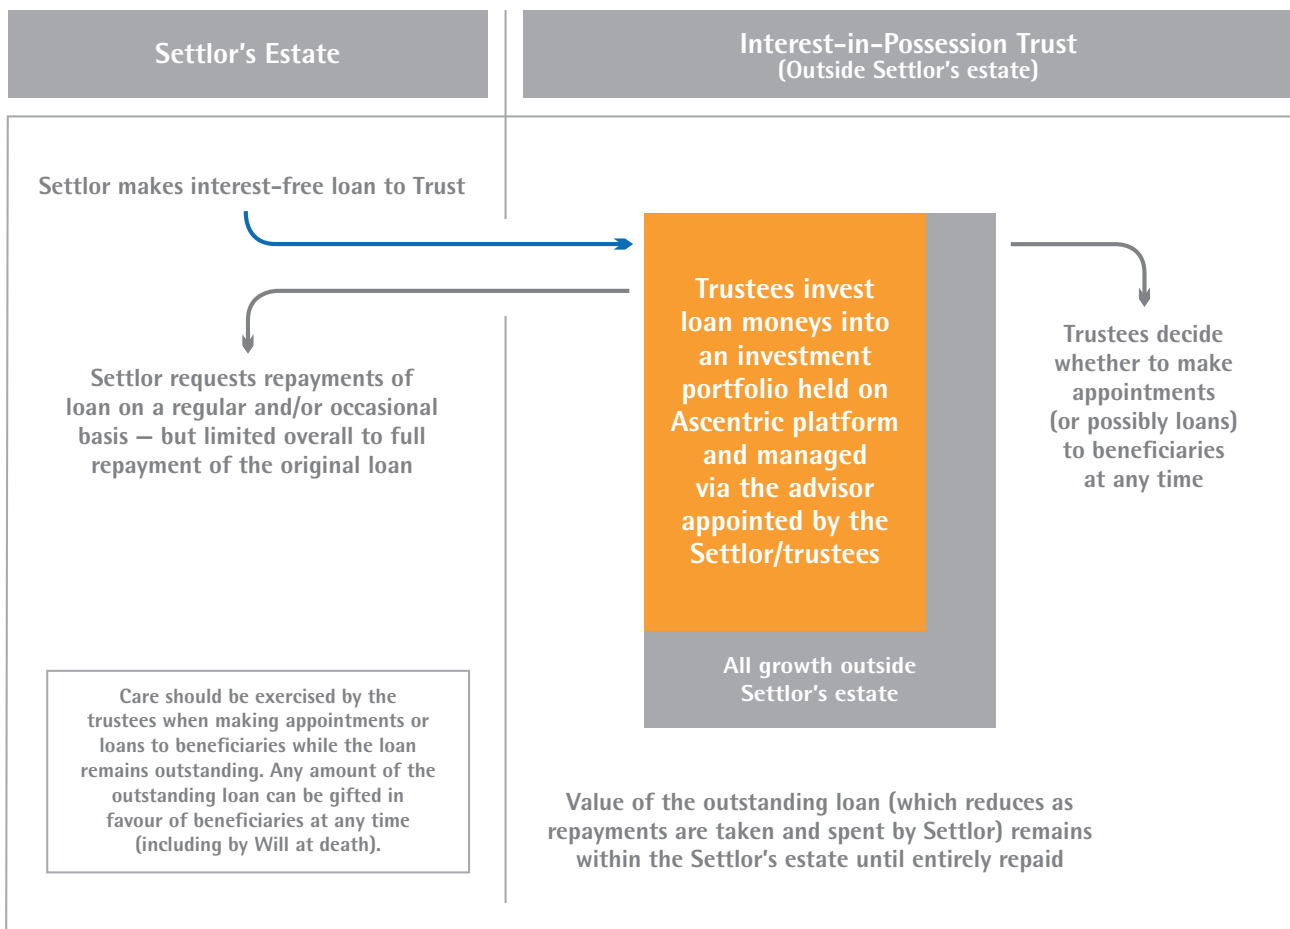 Settlor’s Estate
Interest-in-Possession Trust
(Outside Settlor’s estate)
Settlor makes interest-free loan to Trust
Settlor requests repayments of
loan on a regular and/or occasional
basis — but limited overall to full
repayment of the original loan
Trustees invest
loan moneys into
an investment
portfolio held on
Ascentric platform
and managed
via the advisor
appointed by the
Settlor/trustees
All growth outside
Settlor’s estate
Trustees decide
whether to make
appointments
(or possibly loans)
to beneficiaries
at any time
Care should be exercised by the
trustees when making appointments or
loans to beneficiaries while the loan
remains outstanding. Any amount of the
outstanding loan can be gifted in
favour of beneficiaries at any time
(including by Will at death).
Value of the outstanding loan (which reduces as
repayments are taken and spent by Settlor) remains
within the Settlor’s estate until entirely repaid